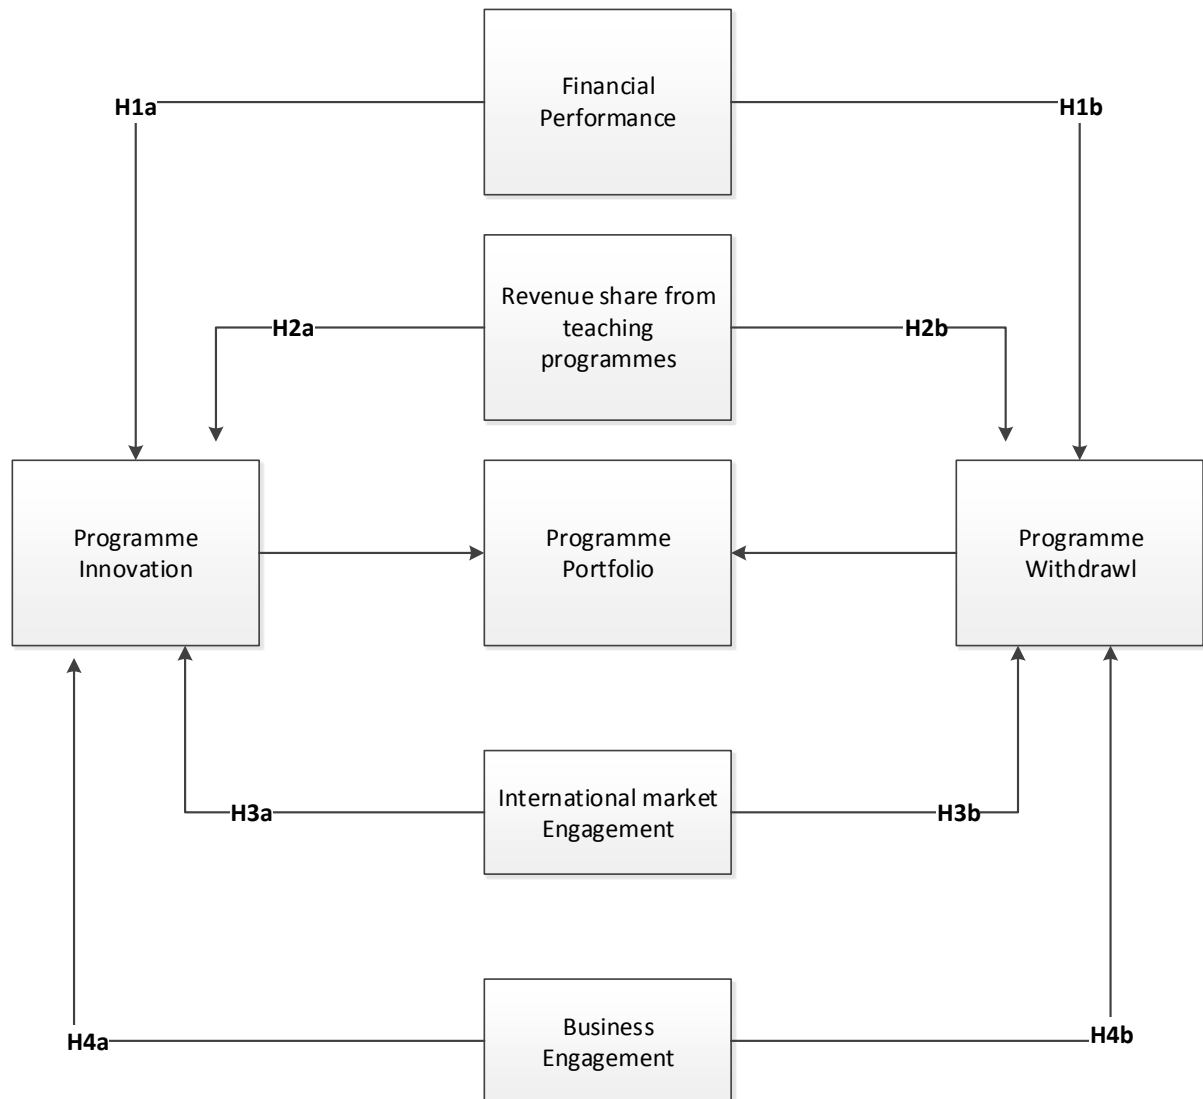 Financial
Performance
H1a
H1b
Revenue share from
teaching
programmes
H2a
H2b
Programme
Innovation
Programme
Portfolio
Programme
Withdrawl
International market
Engagement
H3a
H3b
Business
Engagement
H4a
H4b